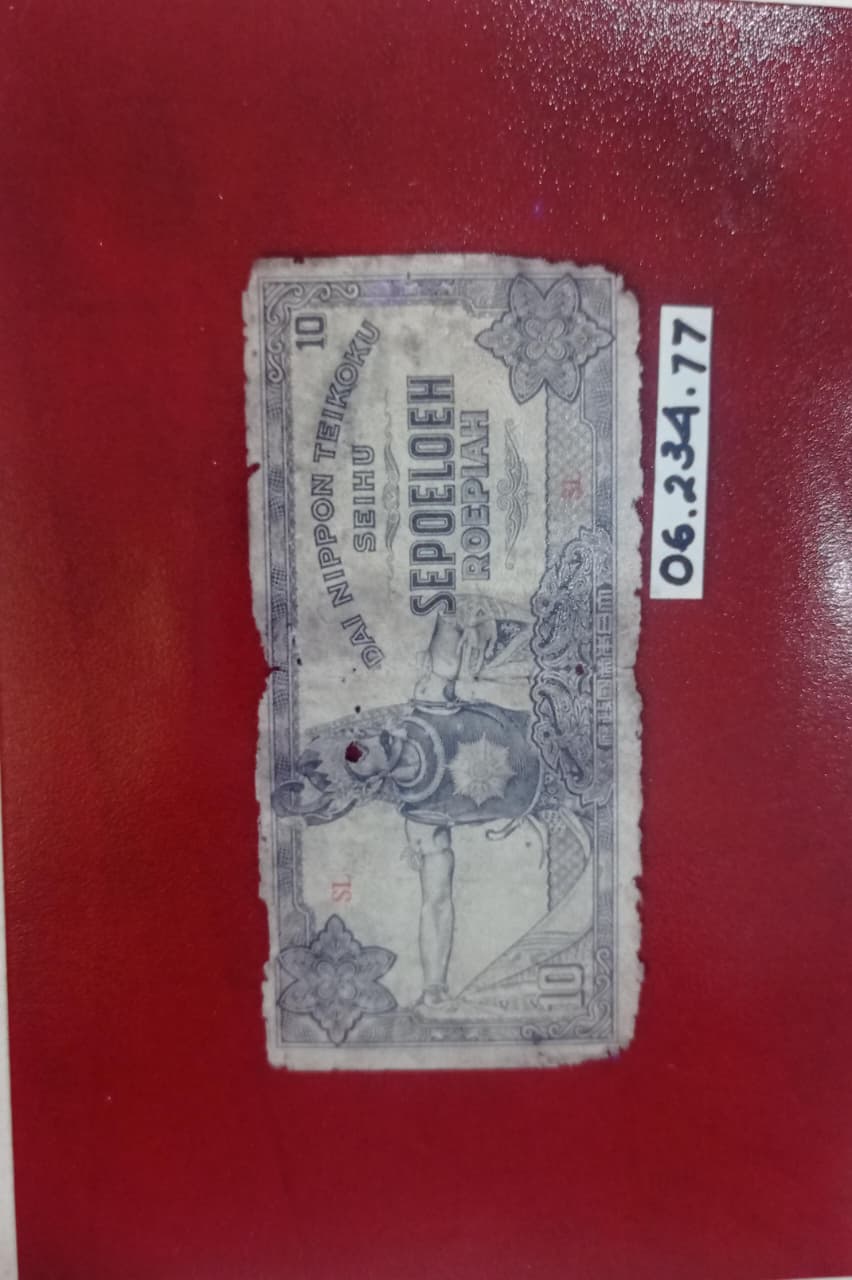 10
DAI NIPPON TEIKOKU
SEIHU
SL
SEPOELOEH
ROEPIAH
SL
10
06.234.77